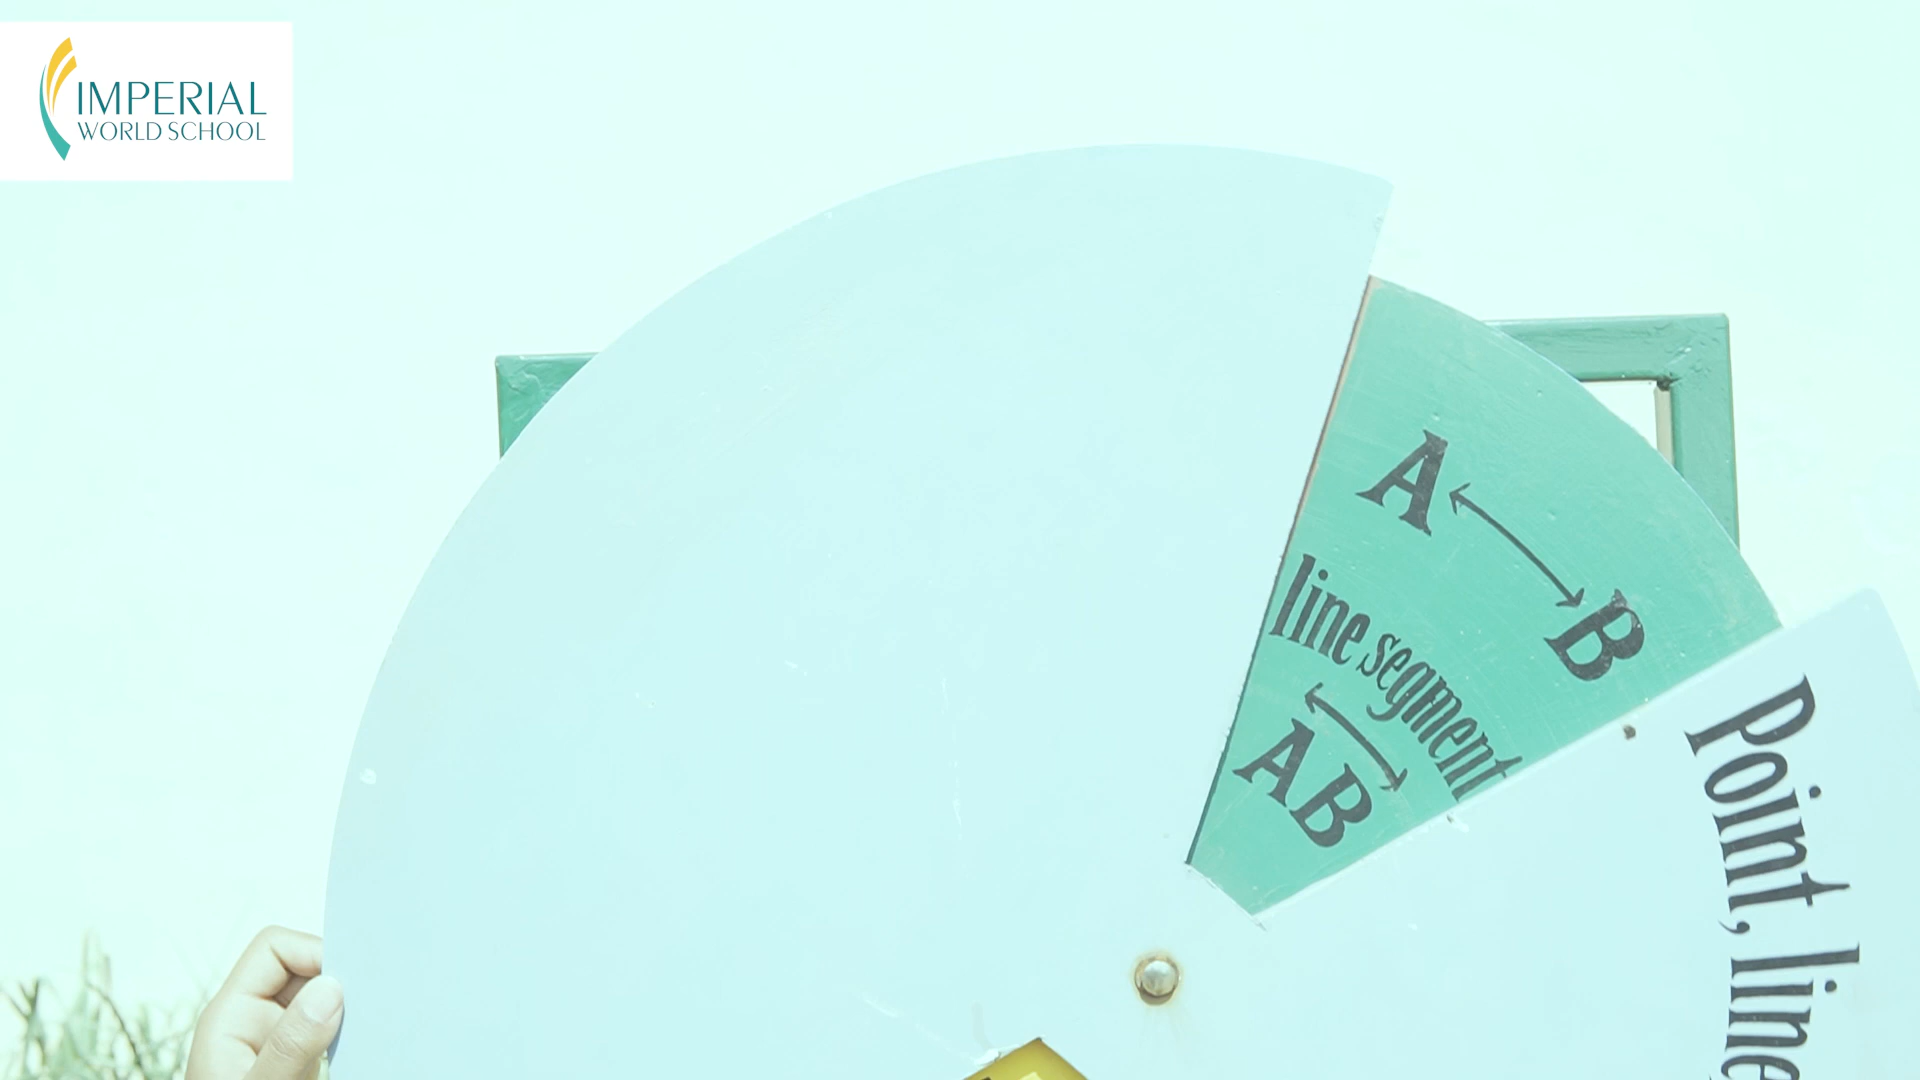 IMPERIAL
WORLD SCHOOL
A ↔ B
line segment
AB
Point, line